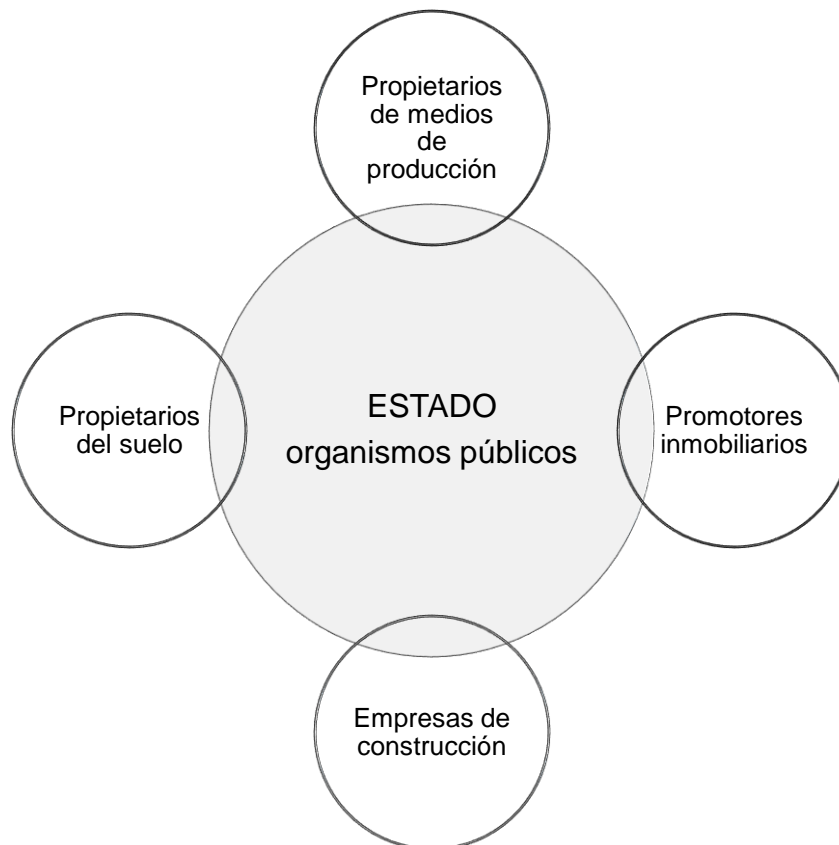 Propietarios
de medios
de
producción
Propietarios
del suelo
ESTADO
organismos públicos
Promotores
inmobiliarios
Empresas de
construcción